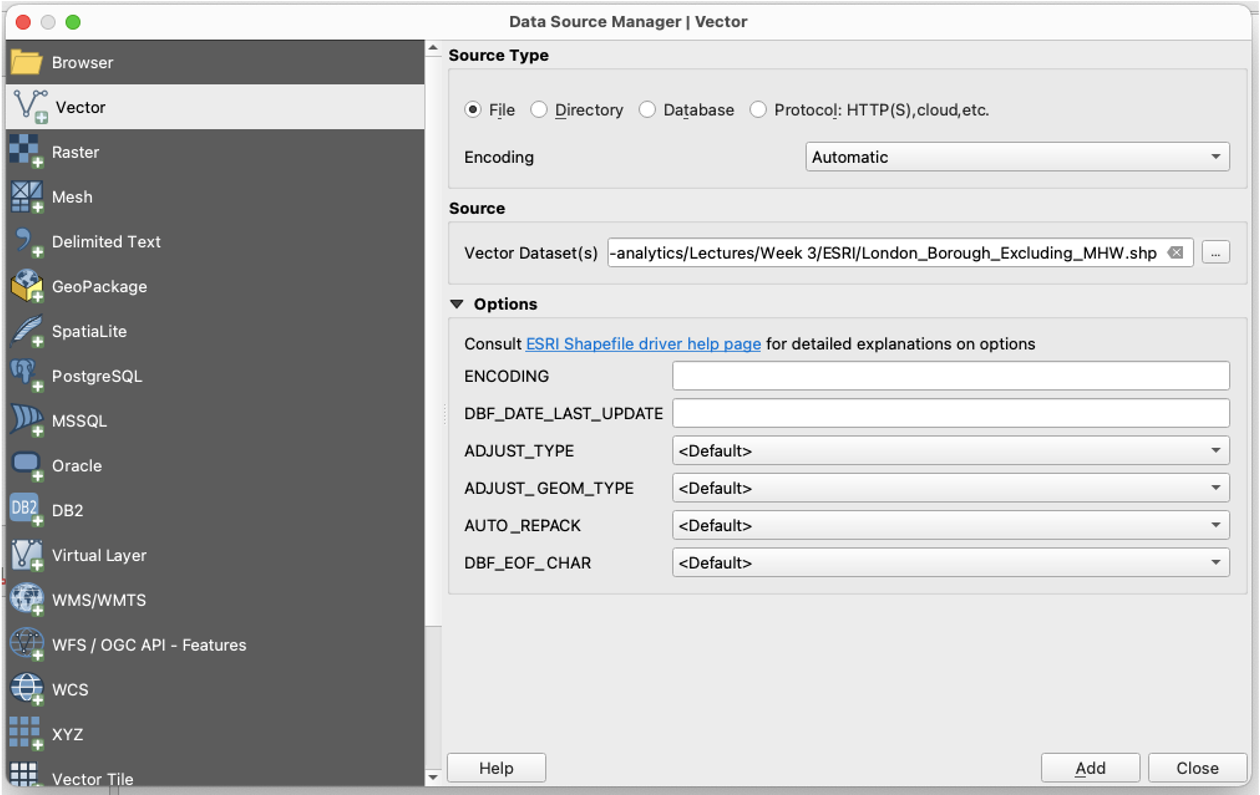 Data Source Manager | Vector
Browser
Vector
Raster
Mesh
Delimited Text
GeoPackage
SpatiaLite
PostgreSQL
MSSQL
Oracle
DB2
DB2
Virtual Layer
WMS/WMTS
WFS / OGC API - Features
WCS
XYZ
Vector Tile
Source Type
File Directory Database Protocol: HTTP(S),cloud,etc.
Encoding Automatic
Source
Vector Dataset(s) -analytics/Lectures/Week 3/ESRI/London_Borough_Excluding_MHW.shp ...
Options
Consult ESRI Shapefile driver help page for detailed explanations on options
ENCODING
DBF_DATE_LAST_UPDATE
ADJUST_TYPE <Default>
ADJUST_GEOM_TYPE <Default>
AUTO_REPACK <Default>
DBF_EOF_CHAR <Default>
Help Add Close